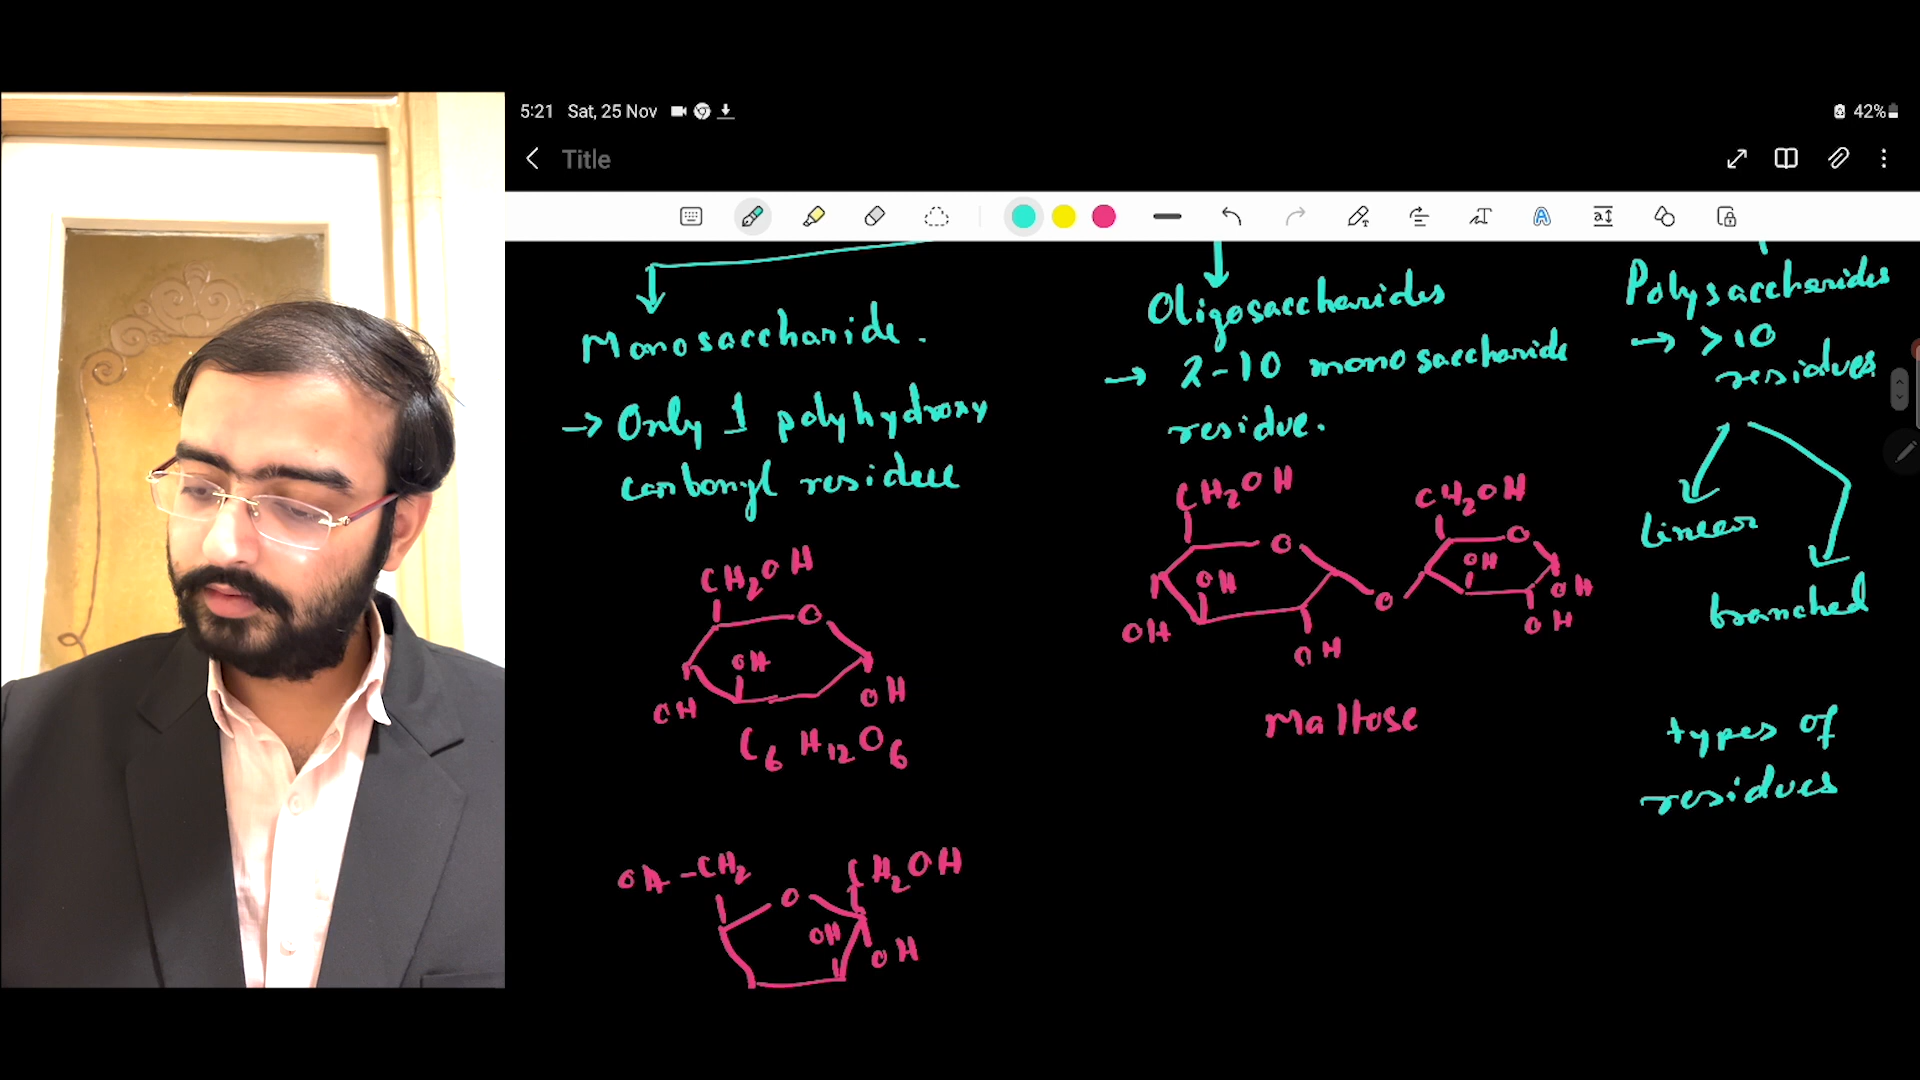 5:21 Sat, 25 Nov
42%
Title
Monosaccharide.
→ Only 1 polyhydroxy
carbonyl residue
CH2OH
O
OH
OH
OH
C6H12O6
OH-CH2
CH2OH
O
OH
OH
Oligosaccharides
→ 2-10 monosaccharide
residue.
CH2OH
CH2OH
O
O
OH
OH
O
OH
OH
OH
OH
Maltose
Polysaccharides
→ >10
residues
linear
branched
types of
residues